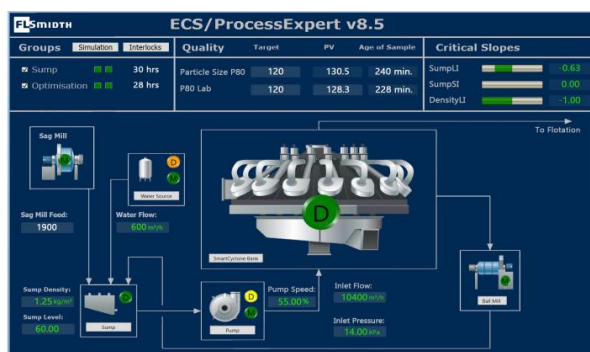 FLSMIDTH
ECS/ProcessExpert v8.5
Groups
Simulation
Interlocks
Quality
Target
PV
Age of Sample
Critical Slopes
Sump
30 hrs
Optimisation
28 hrs
Particle Size P80
120
130.5
240 min.
P80 Lab
120
128.3
228 min.
SumpLI
-0.63
SumpSI
0.00
DensityLI
-1.00
To Flotation
Sag Mill
D
Water Source
Sag Mill Feed:
1900
Water Flow:
600 m³/h
D
SmartCyclone Bank
Sump Density:
1.25 kg/m³
Sump Level:
60.00
Sump
D
Pump
Pump Speed:
55.00%
Inlet Flow:
10400 m³/h
Inlet Pressure:
14.00 kPa
Ball Mill